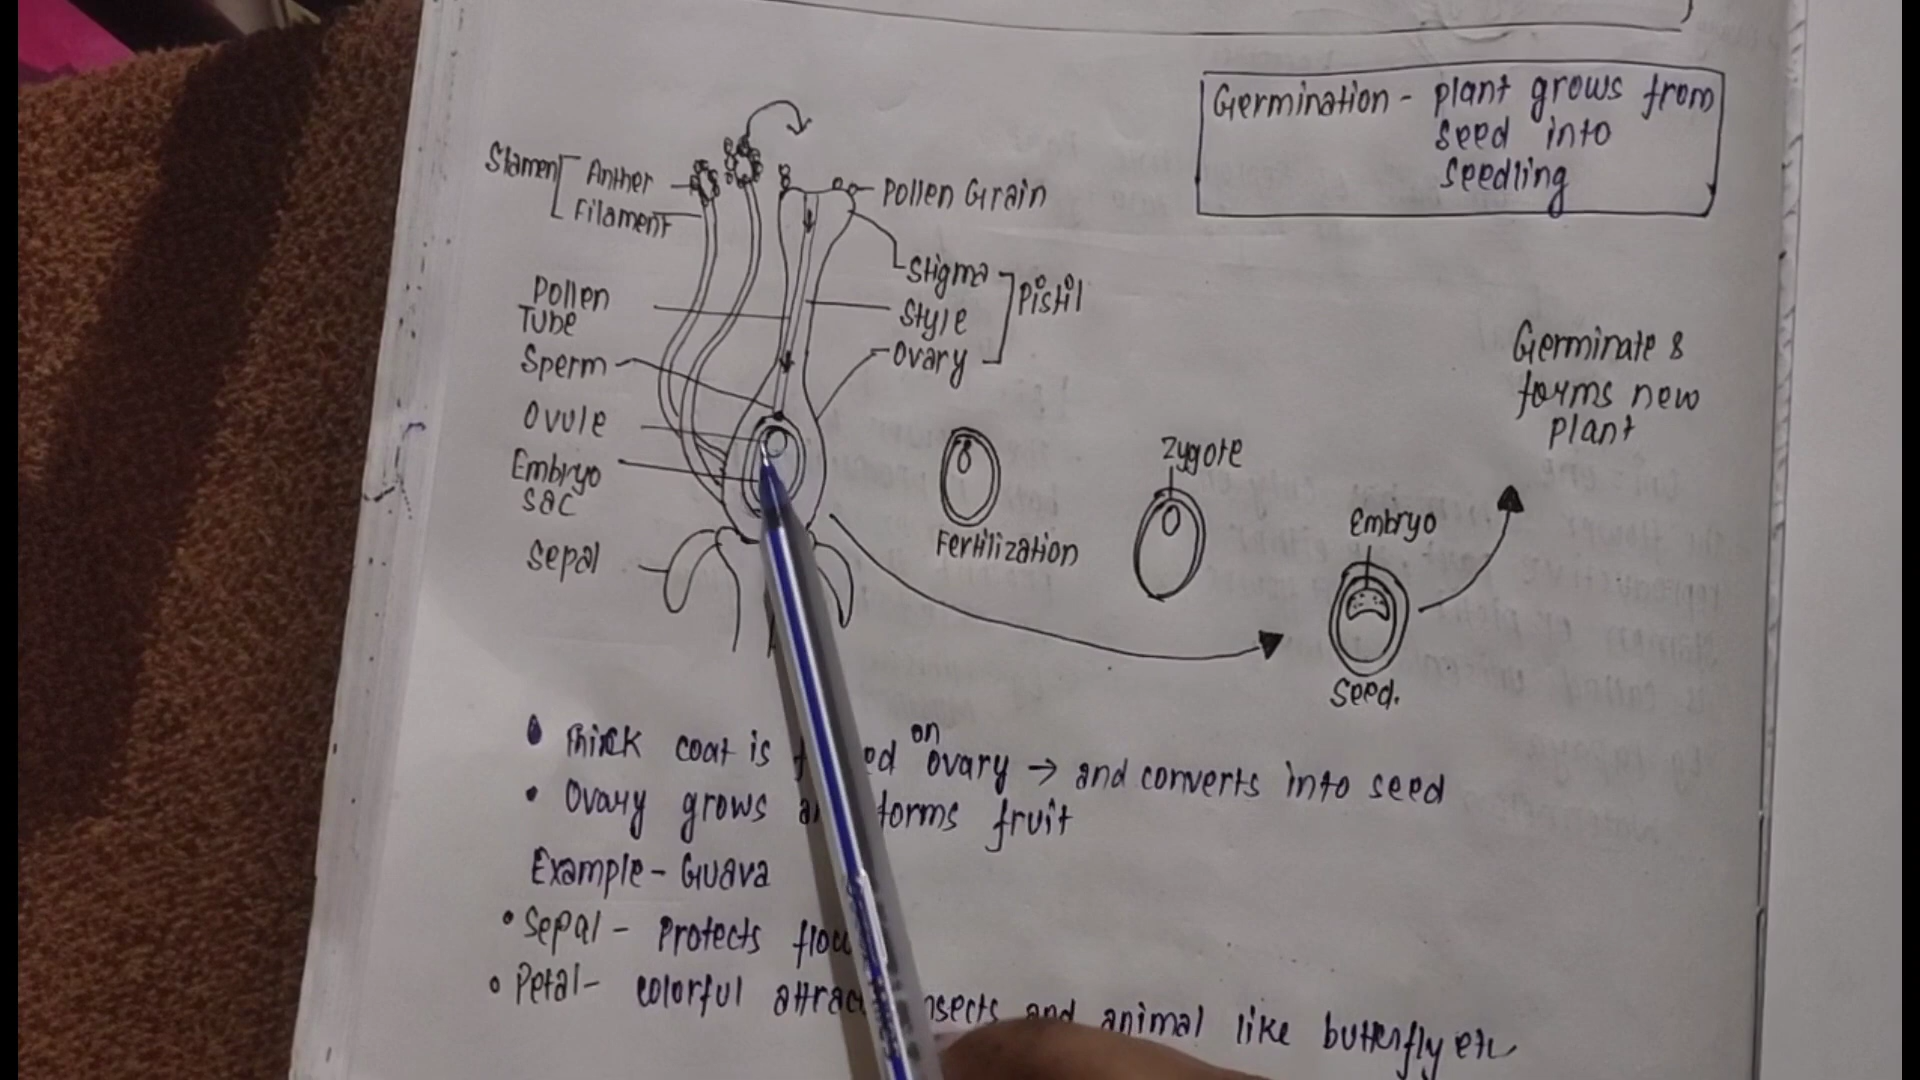 Germination - plant grows from
seed into
seedling
Stamen
Anther
Filament
Pollen Grain
Stigma
Style
Ovary
Pistil
Pollen
Tube
Sperm
Ovule
Embryo
sac
Sepal
Fertilization
Zygote
Embryo
Seed.
Germinate &
forms new
plant
• Thick coat is on ovary → and converts into seed
• Ovary grows forms fruit
Example - Guava
• Sepal - Protects
• Petal - colorful and animal like butterfly etc